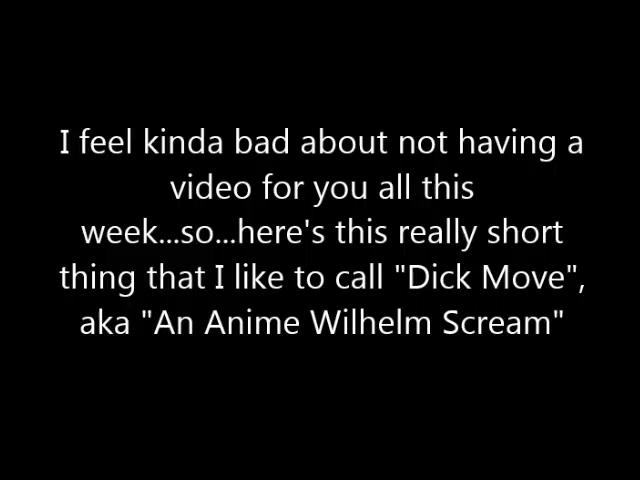 I feel kinda bad about not having a
video for you all this
week...so...here's this really short
thing that I like to call "Dick Move",
aka "An Anime Wilhelm Scream"